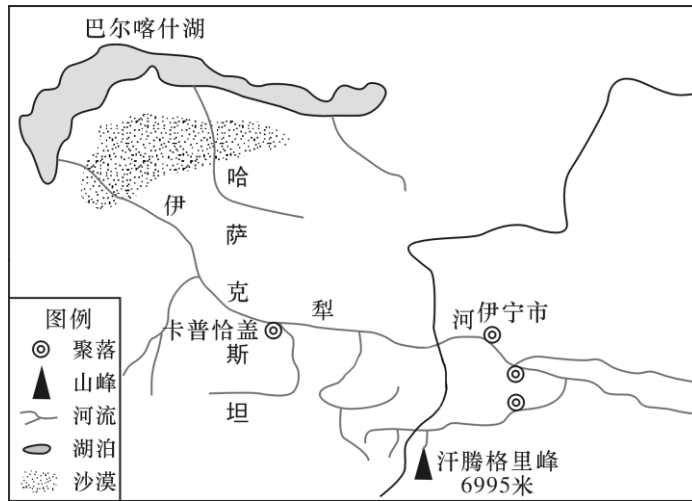 巴尔喀什湖
哈
萨
克
斯
坦
伊
犁
河
伊宁市
卡普恰盖
汗腾格里峰
6995米
图例
聚落
山峰
河流
湖泊
沙漠